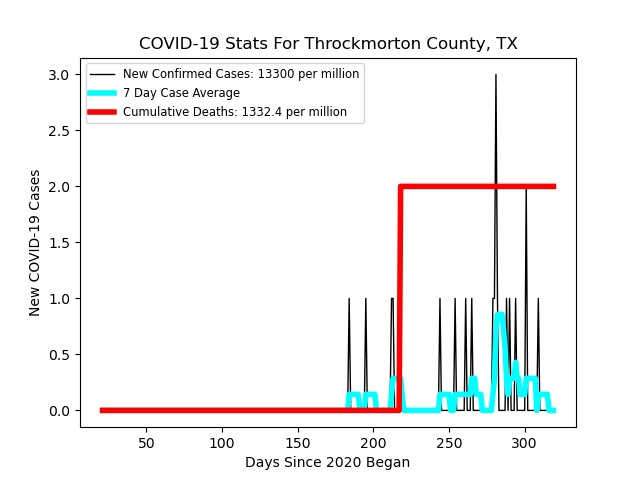 COVID-19 Stats For Throckmorton County, TX
New Confirmed Cases: 13300 per million
7 Day Case Average
Cumulative Deaths: 1332.4 per million
New COVID-19 Cases
3.0
2.5
2.0
1.5
1.0
0.5
0.0
50 100 150 200 250 300
Days Since 2020 Began